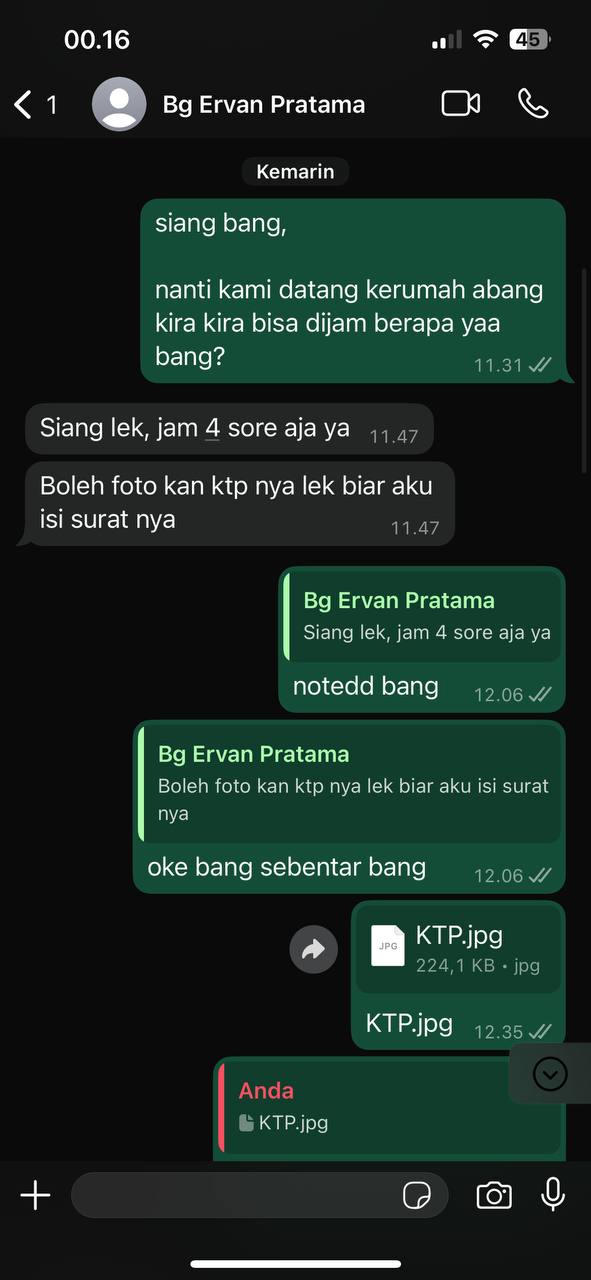 00.16
45
1
Bg Ervan Pratama
Kemarin
siang bang,
nanti kami datang kerumah abang
kira kira bisa dijam berapa yaa
bang?
11.31
Siang lek, jam 4 sore aja ya
11.47
Boleh foto kan ktp nya lek biar aku
isi surat nya
11.47
Bg Ervan Pratama
Siang lek, jam 4 sore aja ya
notedd bang
12.06
Bg Ervan Pratama
Boleh foto kan ktp nya lek biar aku isi surat
nya
oke bang sebentar bang
12.06
JPG
KTP.jpg
224,1 KB • jpg
KTP.jpg
12.35
Anda
KTP.jpg